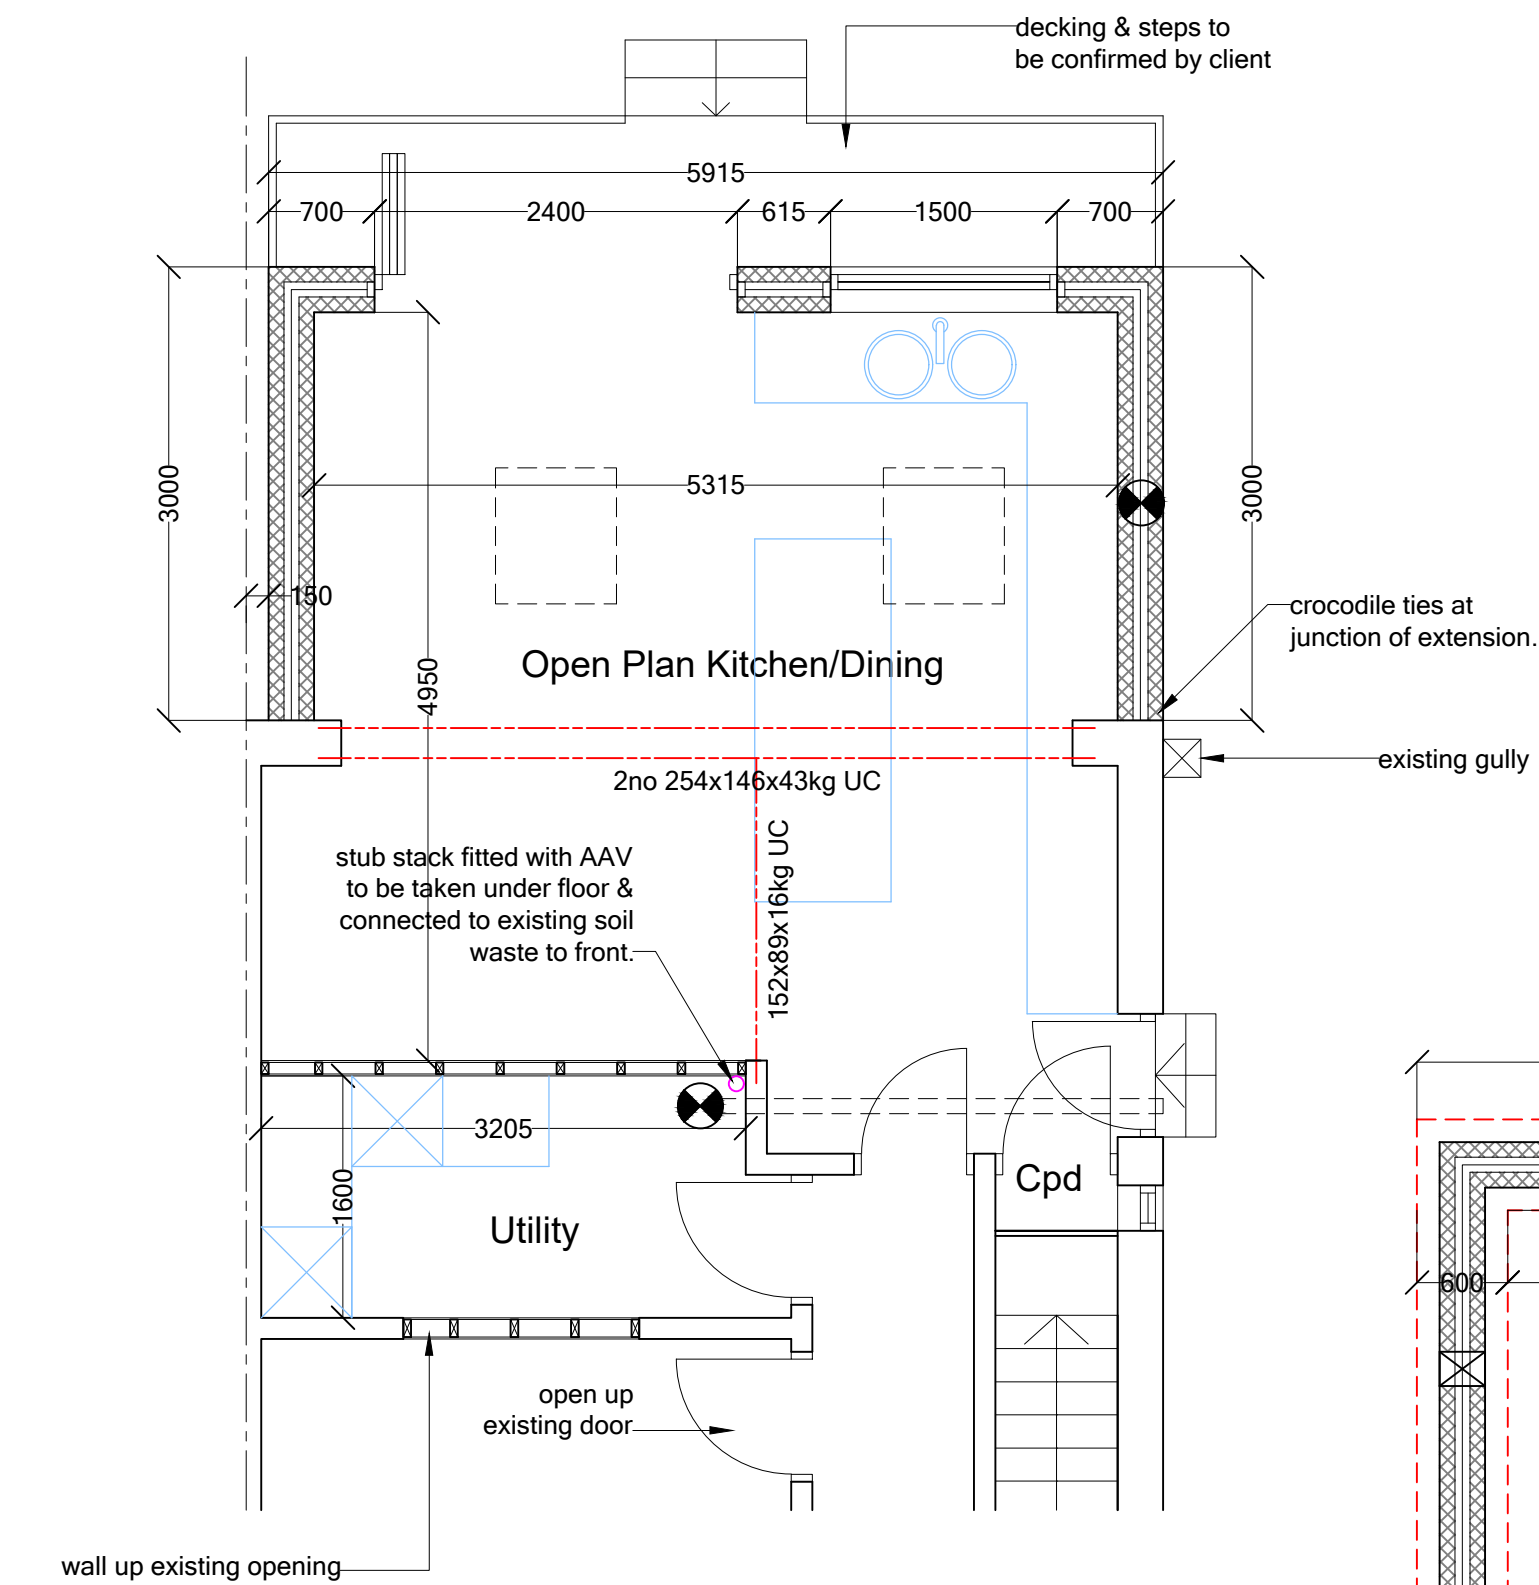 decking & steps to
be confirmed by client
5915
700
2400
615
1500
700
3000
5315
3000
150
crocodile ties at
junction of extension.
Open Plan Kitchen/Dining
4950
existing gully
2no 254x146x43kg UC
152x89x16kg UC
stub stack fitted with AAV
to be taken under floor &
connected to existing soil
waste to front.
3205
1600
Cpd
Utility
600
open up
existing door
wall up existing opening